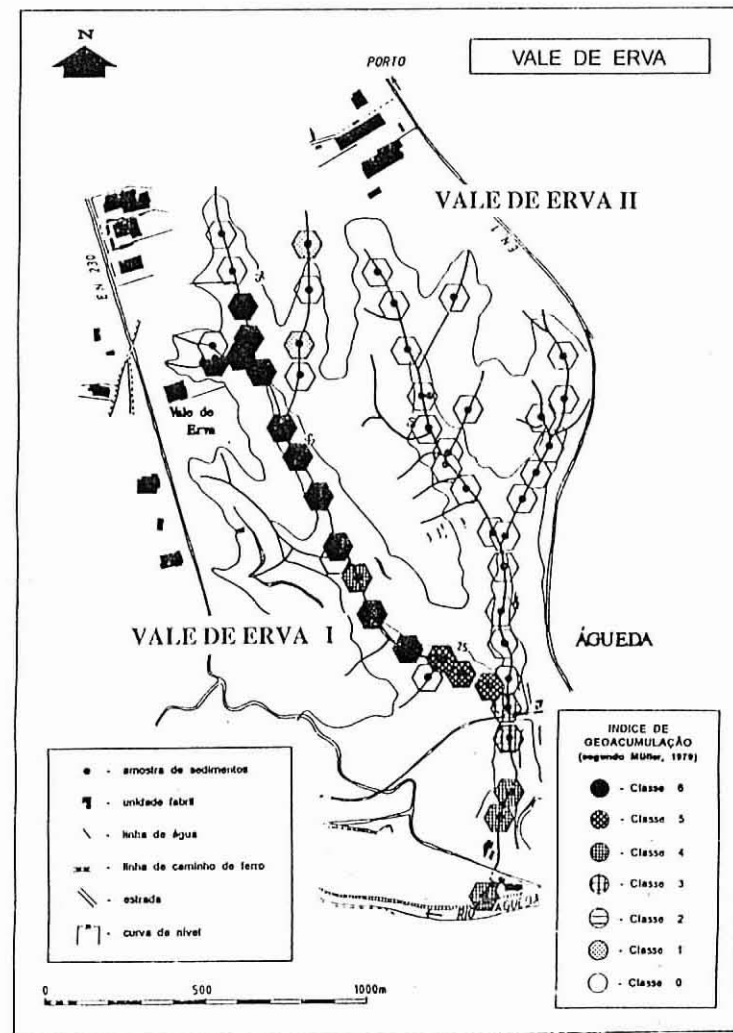 N
PORTO
VALE DE ERVA
VALE DE ERVA II
EN 1
EN 230
50
Vale de
Erva
VALE DE ERVA I
25
ÁGUEDA
RIO ÁGUEDA
• - amostra de sedimentos
- unidade fabril
- linha de água
- linha de caminho de ferro
- estrada
- curva de nível
INDICE DE
GEOACUMULAÇÃO
(segundo Müller, 1979)
- Classe 6
- Classe 5
- Classe 4
- Classe 3
- Classe 2
- Classe 1
- Classe 0
0 500 1000m